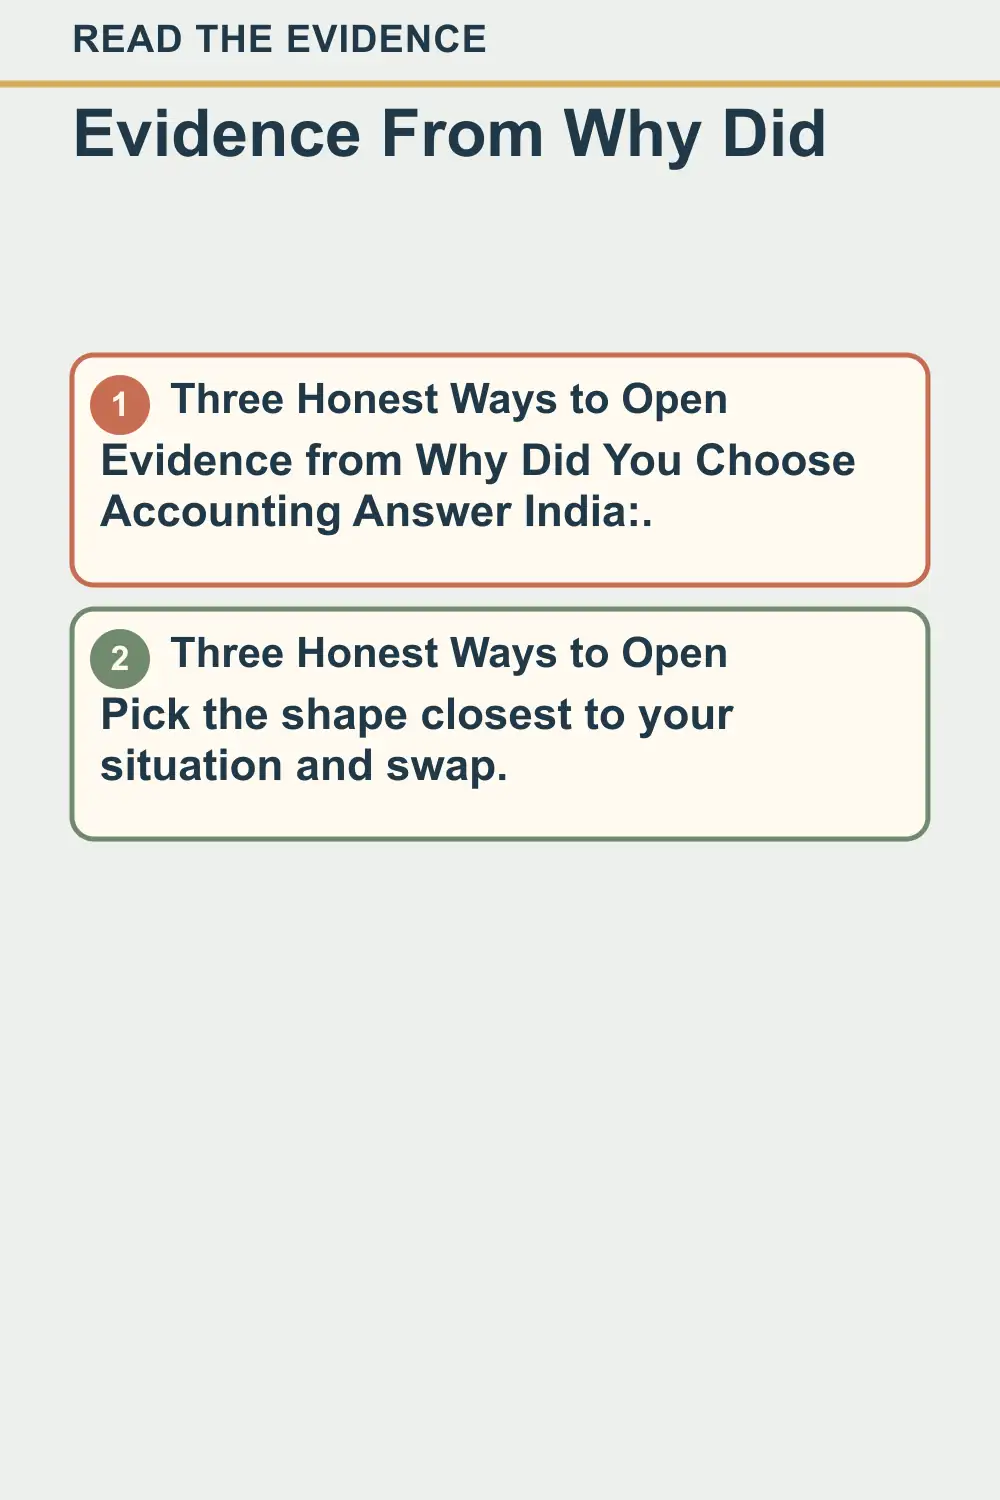 READ THE EVIDENCE
Evidence From Why Did
1 Three Honest Ways to Open
Evidence from Why Did You Choose
Accounting Answer India:.
2 Three Honest Ways to Open
Pick the shape closest to your
situation and swap.